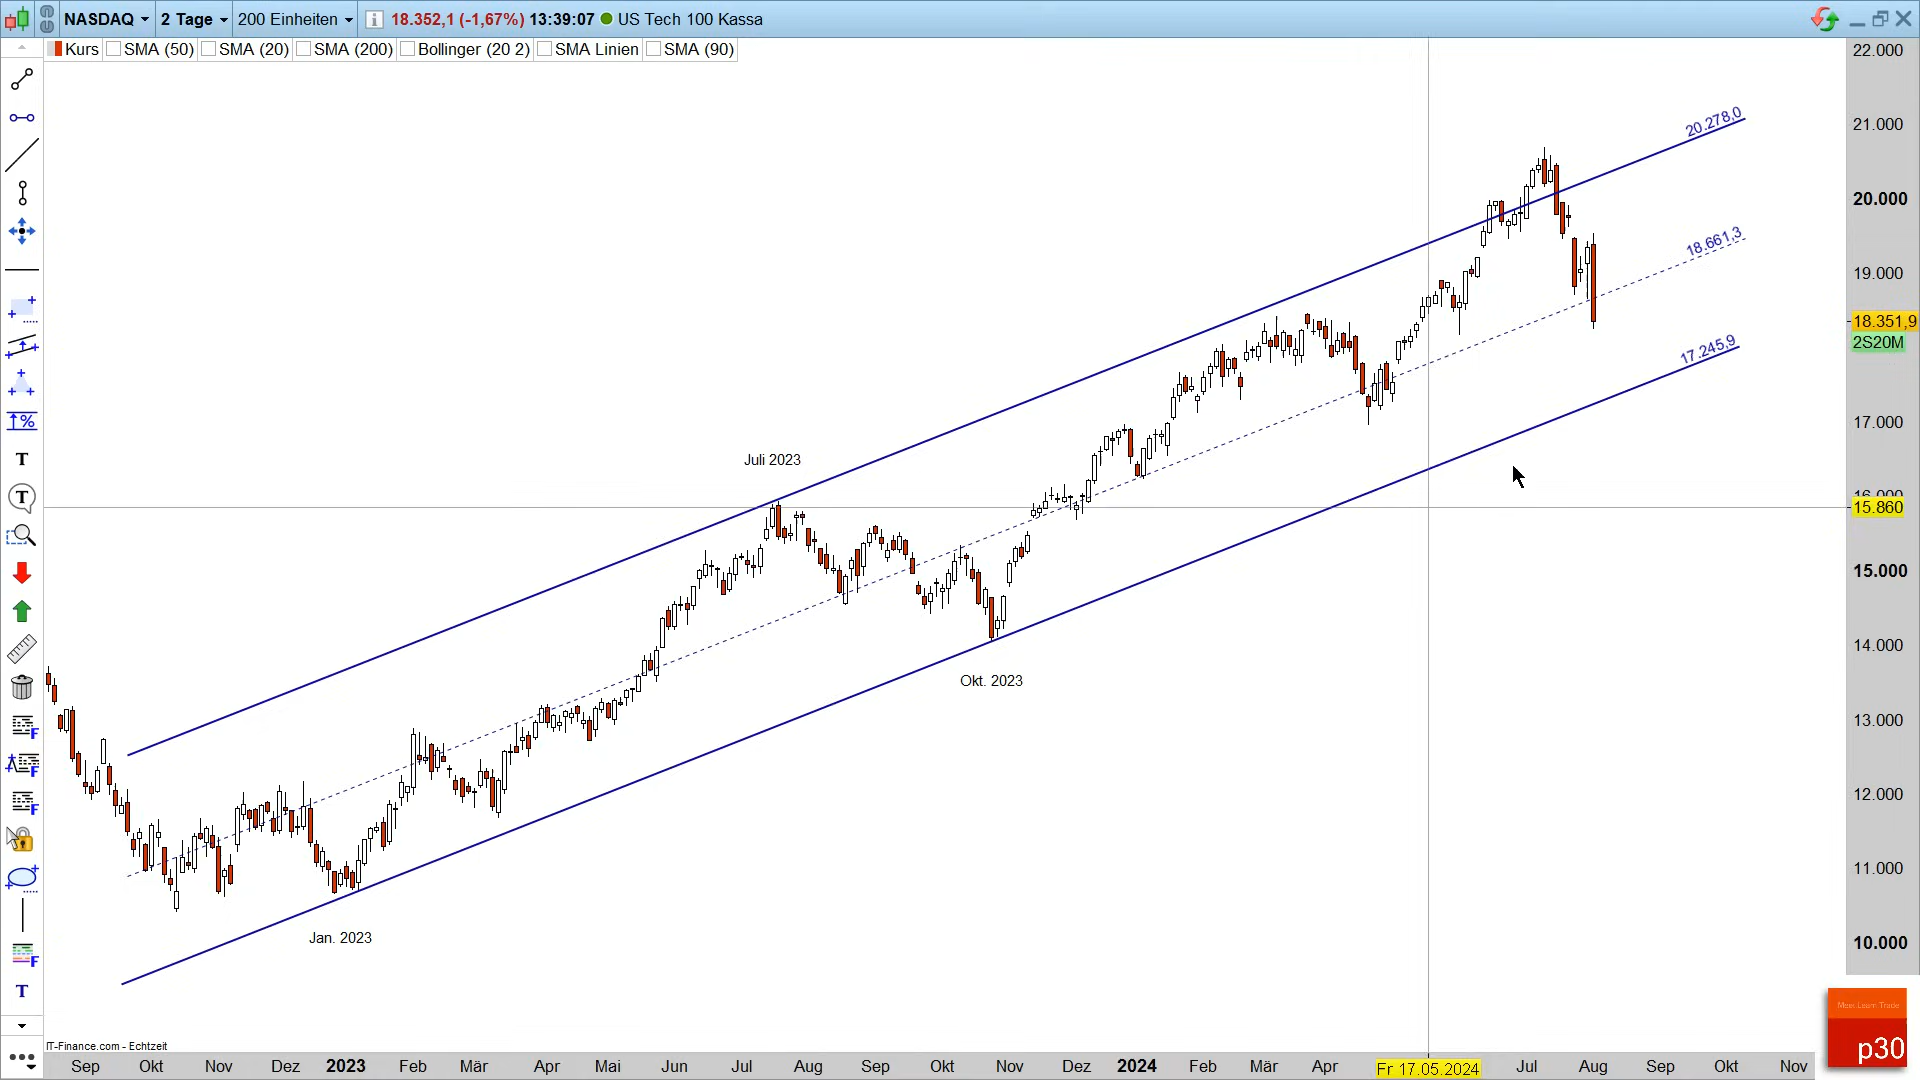 NASDAQ 2 Tage 200 Einheiten 18.352,1 (-1,67%) 13:39:07 US Tech 100 Kassa
Kurs SMA (50) SMA (20) SMA (200) Bollinger (20 2) SMA Linien SMA (90)
22.000
20.278,0
21.000
20.000
18.661,3
19.000
18.351,9
2S20M
17.245,9
17.000
Juli 2023
16.000
15.860
15.000
14.000
Okt. 2023
13.000
12.000
11.000
Jan. 2023
10.000
Mein Learn Trade
p30
IT-Finance.com - Echtzeit
Sep Okt Nov Dez 2023 Feb Mär Apr Mai Jun Jul Aug Sep Okt Nov Dez 2024 Feb Mär Apr Fr 17.05.2024 Jul Aug Sep Okt Nov